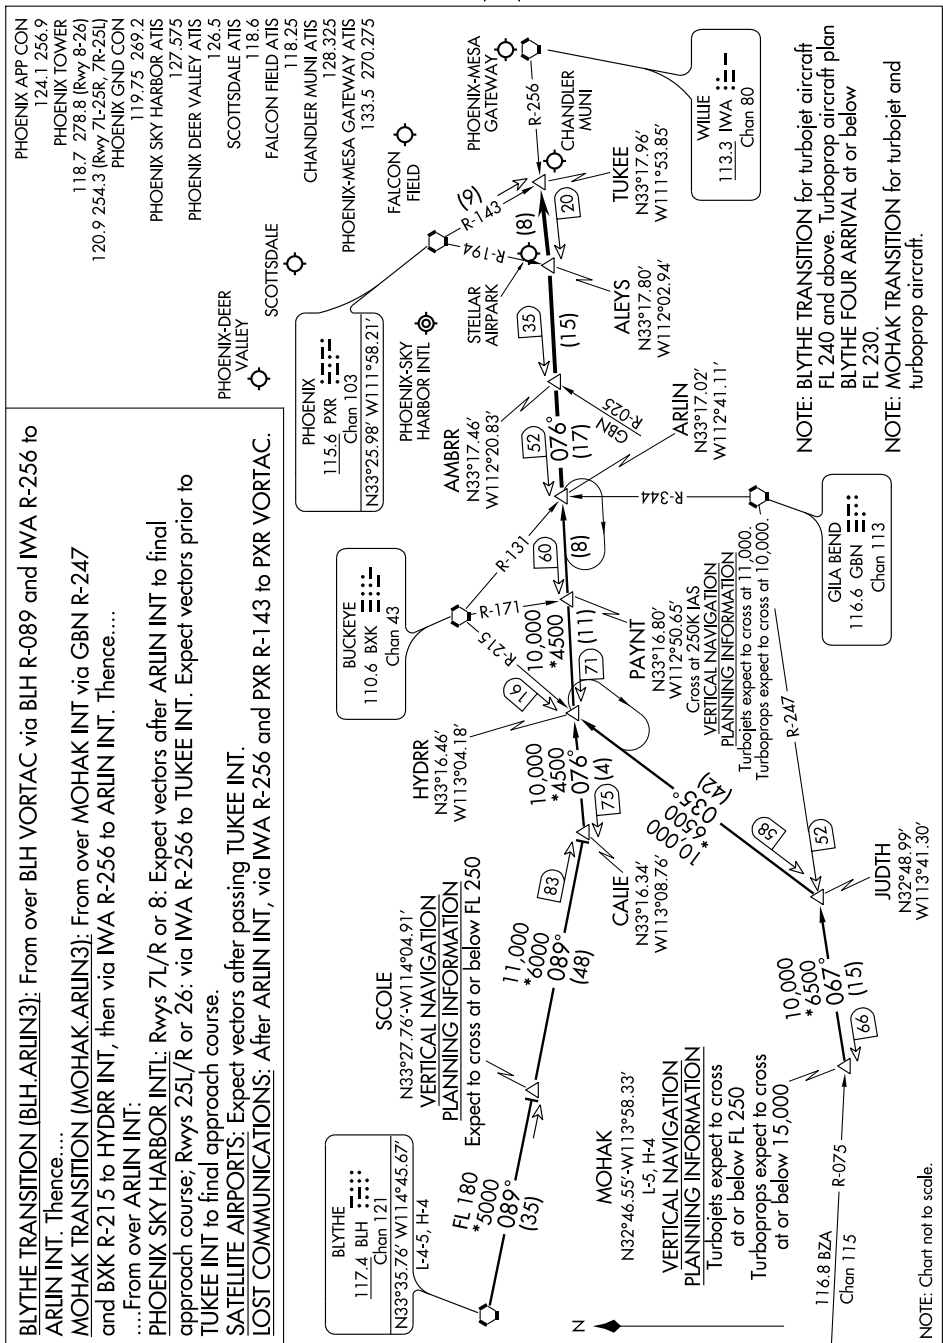 BLYTHE TRANSITION (BLH.ARLIN3): From over BLH VORTAC via BLH R-089 and IWA R-256 to
ARLIN INT. Thence....
MOHAK TRANSITION (MOHAK.ARLIN3): From over MOHAK INT via GBN R-247
and BXK R-215 to HYDRR INT, then via IWA R-256 to ARLIN INT. Thence....
....From over ARLIN INT:
PHOENIX SKY HARBOR INTL: Rwys 7L/R or 8: Expect vectors after ARLIN INT to final
approach course; Rwys 25L/R or 26: via IWA R-256 to TUKEE INT. Expect vectors prior to
TUKEE INT to final approach course.
SATELLITE AIRPORTS: Expect vectors after passing TUKEE INT.
LOST COMMUNICATIONS: After ARLIN INT, via IWA R-256 and PXR R-143 to PXR VORTAC.
PHOENIX APP CON
124.1 256.9
PHOENIX TOWER
118.7 278.8 (Rwy 8-26)
120.9 254.3 (Rwy 7L-25R, 7R-25L)
PHOENIX GND CON
119.75 269.2
PHOENIX SKY HARBOR ATIS
127.575
PHOENIX DEER VALLEY ATIS
126.5
SCOTTSDALE ATIS
118.6
FALCON FIELD ATIS
118.25
CHANDLER MUNI ATIS
128.325
PHOENIX-MESA GATEWAY ATIS
133.5 270.275
PHOENIX-DEER
VALLEY
SCOTTSDALE
FALCON
FIELD
PHOENIX
115.6 PXR
Chan 103
N33°25.98' W111°58.21'
PHOENIX-SKY
HARBOR INTL
STELLAR
AIRPARK
PHOENIX-MESA
GATEWAY
CHANDLER
MUNI
R-256
R-143
(9)
R-194
WILLIE
113.3 IWA
Chan 80
TUKEE
N33°17.96'
W111°53.85'
20
(8)
ALEYS
N33°17.80'
W112°02.94'
35
(15)
AMBRR
N33°17.46'
W112°20.83'
R-025
GBN
52
076°
(17)
ARLIN
N33°17.02'
W112°41.11'
R-344
BUCKEYE
110.6 BXK
Chan 43
R-131
R-171
R-215
60
(8)
10,000
*4500
(11)
71
76
PAYNT
N33°16.80'
W112°50.65'
Cross at 250K IAS
VERTICAL NAVIGATION
PLANNING INFORMATION
Turbojets expect to cross at 11,000.
Turboprops expect to cross at 10,000.
GILA BEND
116.6 GBN
Chan 113
HYDRR
N33°16.46'
W113°04.18'
10,000
*4500
076°
(4)
75
CALIE
N33°16.34'
W113°08.76'
83
11,000
*6000
089°
(48)
SCOLE
N33°27.76'-W114°04.91'
VERTICAL NAVIGATION
PLANNING INFORMATION
Expect to cross at or below FL 250
BLYTHE
117.4 BLH
Chan 121
N33°35.76' W114°45.67'
L-4-5, H-4
FL 180
*5000
089°
(35)
10,000
*6500
035°
(42)
58
R-247
52
JUDTH
N32°48.99'
W113°41.30'
10,000
*6500
067°
(15)
66
MOHAK
N32°46.55'-W113°58.33'
L-5, H-4
VERTICAL NAVIGATION
PLANNING INFORMATION
Turbojets expect to cross
at or below FL 250
Turboprops expect to cross
at or below 15,000
116.8 BZA
Chan 115
R-075
N
NOTE: BLYTHE TRANSITION for turbojet aircraft
FL 240 and above. Turboprop aircraft plan
BLYTHE FOUR ARRIVAL at or below
FL 230.
NOTE: MOHAK TRANSITION for turbojet and
turboprop aircraft.
NOTE: Chart not to scale.